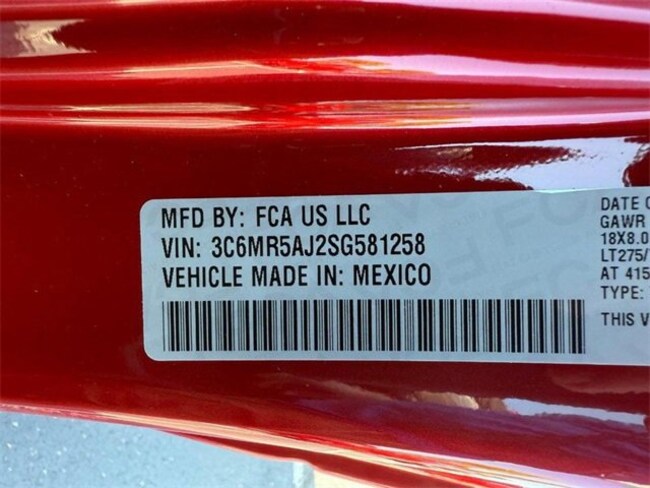 MFD BY: FCA US LLC
VIN: 3C6MR5AJ2SG581258
VEHICLE MADE IN: MEXICO
DATE O
GAWR
18X8.0
LT275/
AT 415
TYPE:
THIS V